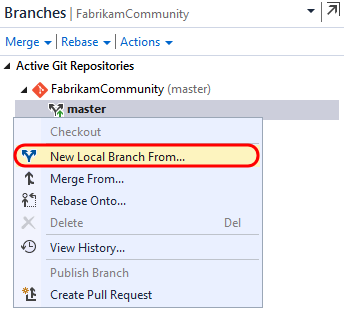 Branches | FabrikamCommunity
Merge | Rebase | Actions
Active Git Repositories
FabrikamCommunity (master)
master
Checkout
New Local Branch From...
Merge From...
Rebase Onto...
Delete Del
View History...
Publish Branch
Create Pull Request